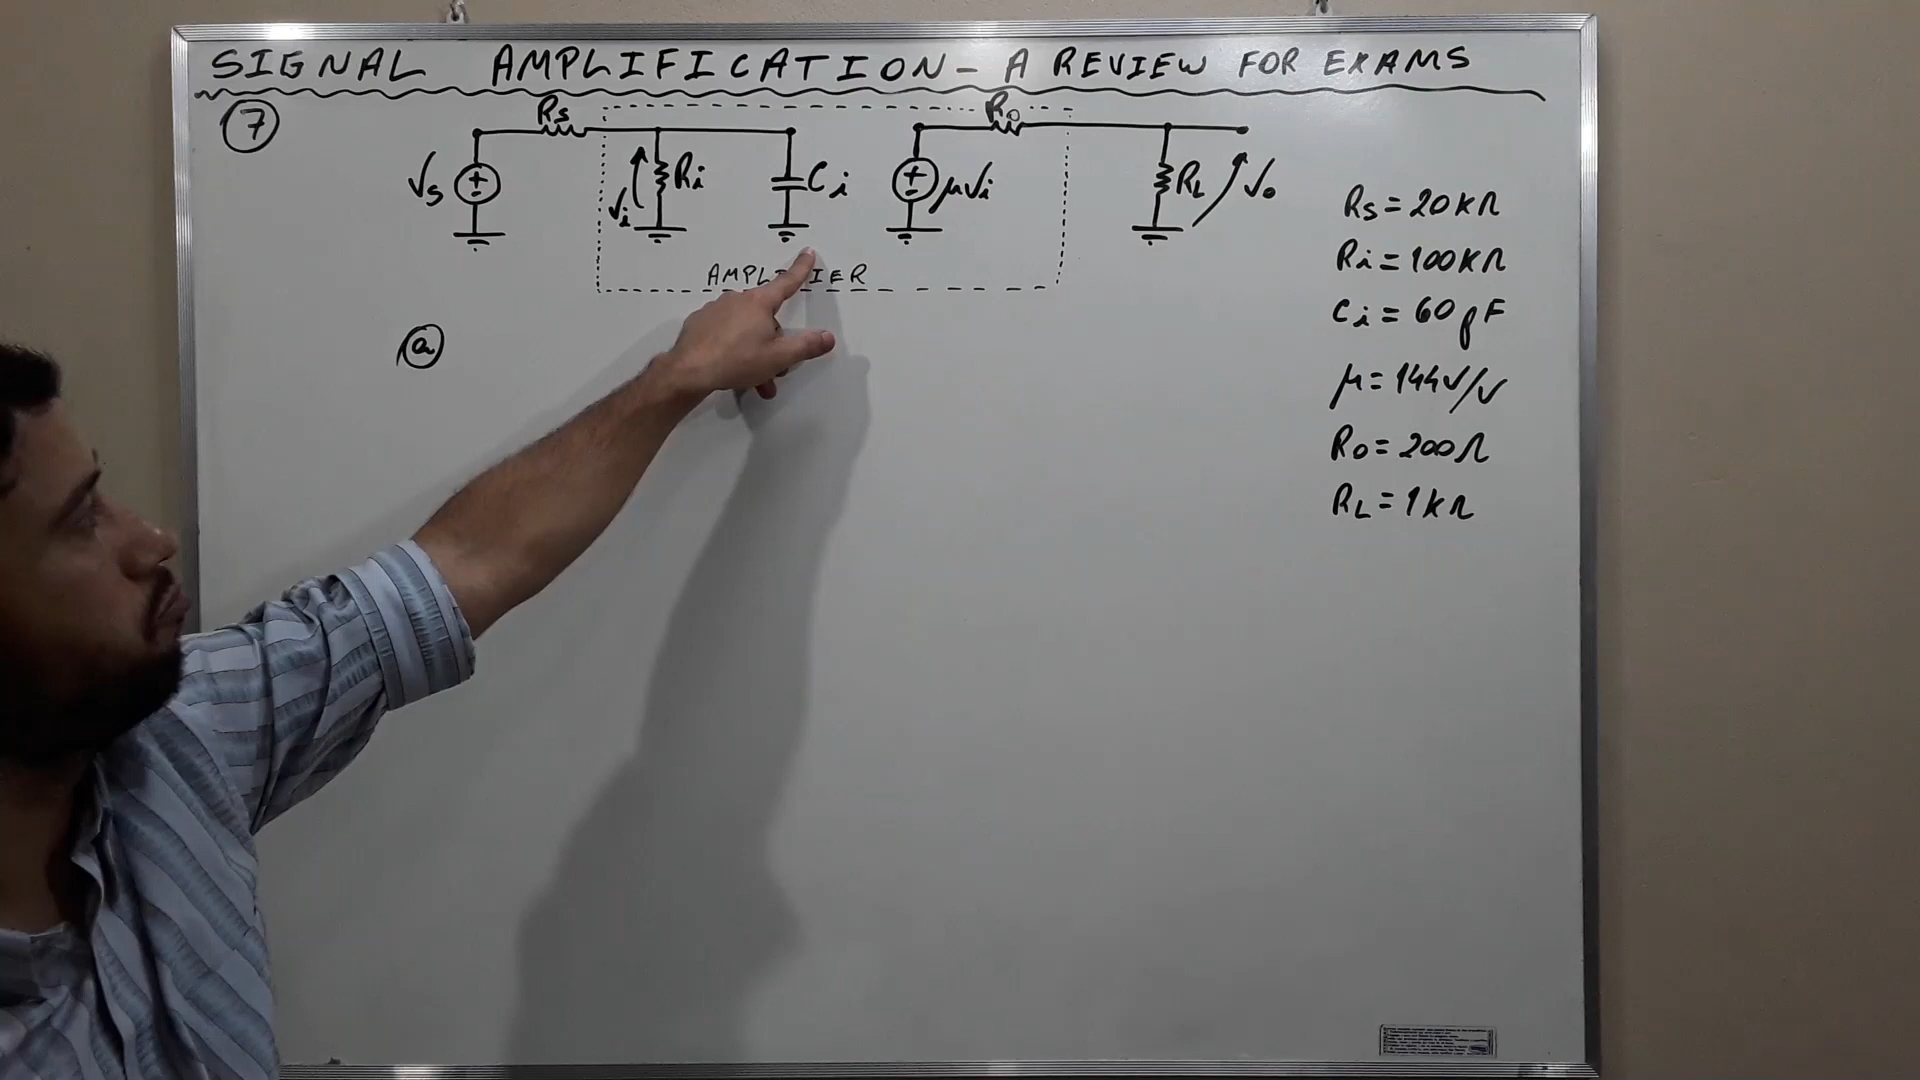 SIGNAL AMPLIFICATION - A REVIEW FOR EXAMS
7
Rs
Ro
Vs
+
-
Vi
Ri
Ci
+
-
μVi
RL
Vo
AMPLIFIER
a
Rs = 20kΩ
Ri = 100kΩ
Ci = 60pF
μ = 144V/V
Ro = 200Ω
RL = 1kΩ